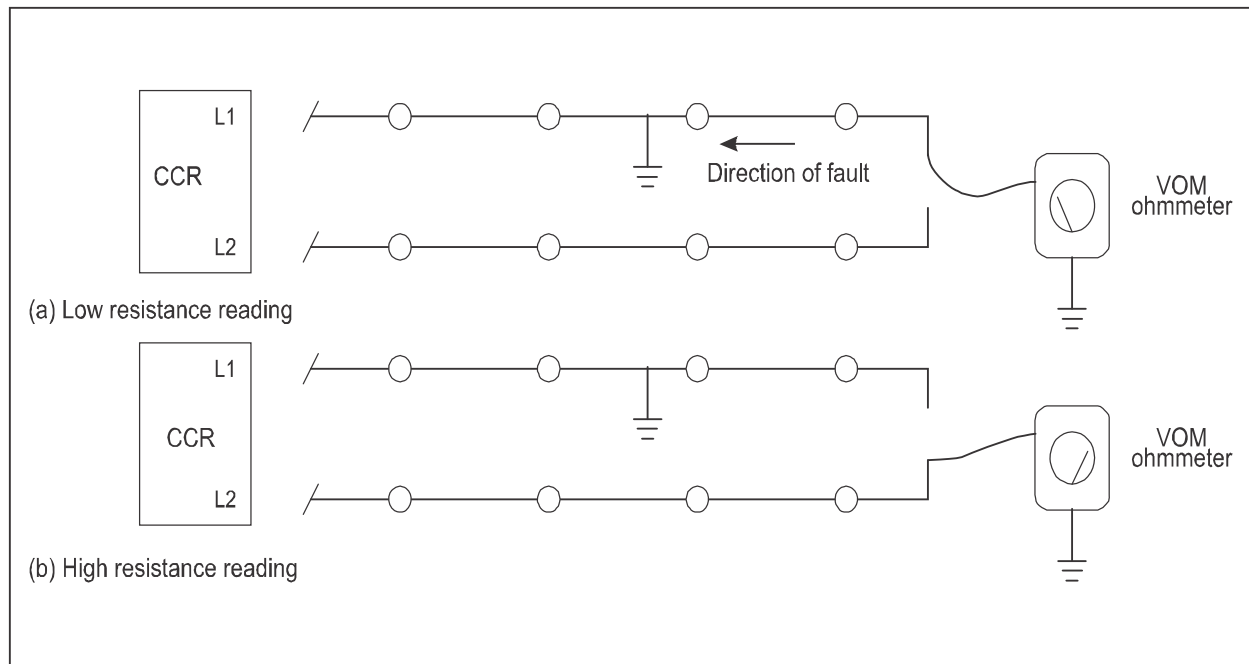 L1
CCR
L2
Direction of fault
VOM
ohmmeter
(a) Low resistance reading
L1
CCR
L2
VOM
ohmmeter
(b) High resistance reading